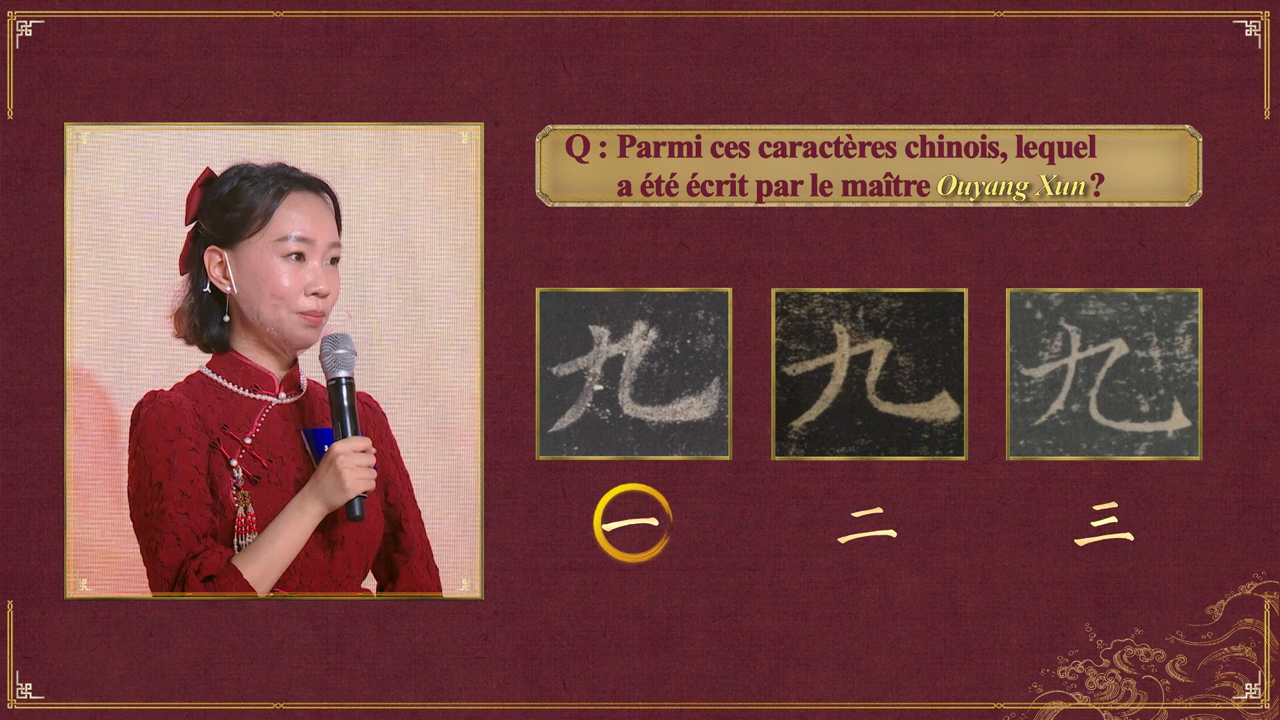 Q : Parmi ces caractères chinois, lequel
a été écrit par le maître Ouyang Xun ?
九 九 九
一 二 三